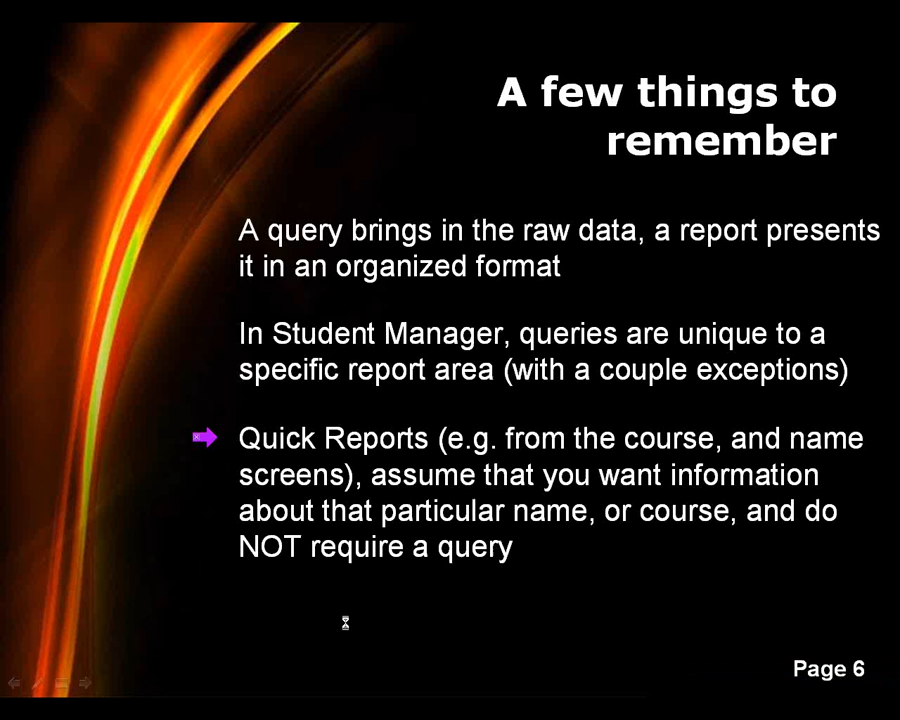 A few things to
remember
A query brings in the raw data, a report presents
it in an organized format
In Student Manager, queries are unique to a
specific report area (with a couple exceptions)
Quick Reports (e.g. from the course, and name
screens), assume that you want information
about that particular name, or course, and do
NOT require a query
Page 6